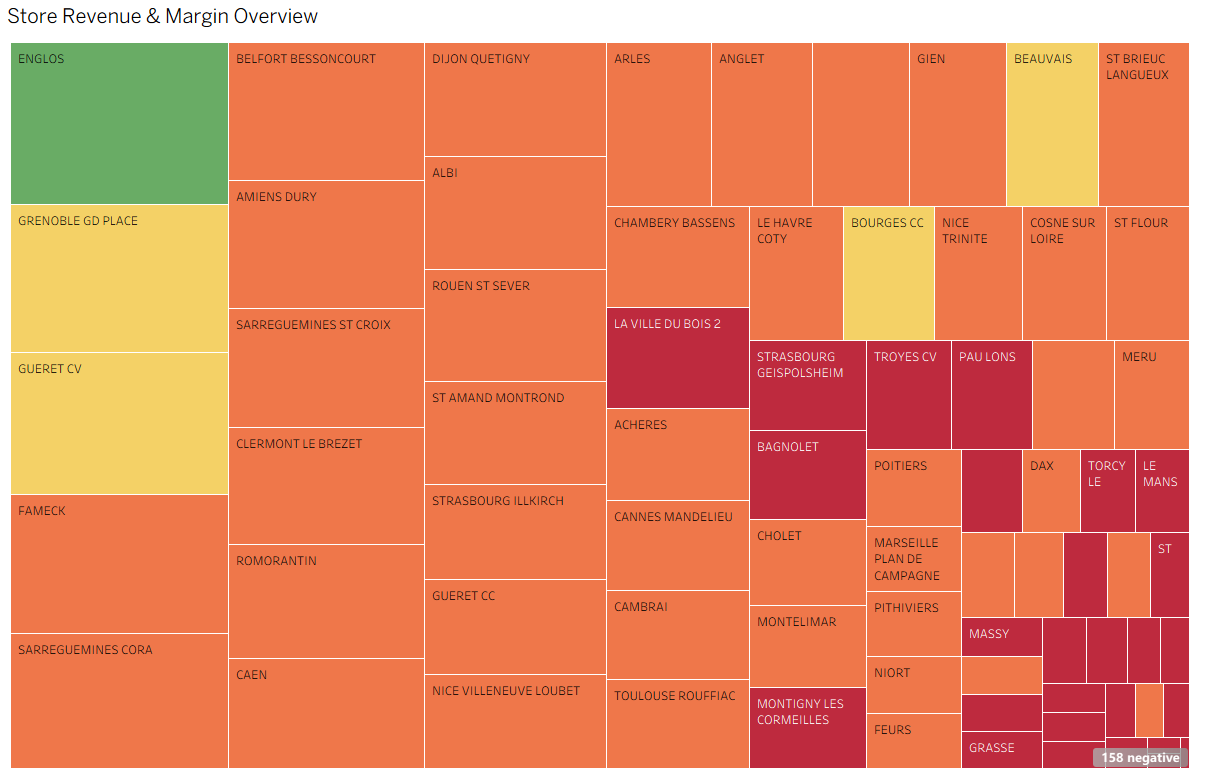 Store Revenue & Margin Overview
ENGLOS
GRENOBLE GD PLACE
GUERET CV
FAMECK
SARREGUEMINES CORA
BELFORT BESSONCOURT
AMIENS DURY
SARREGUEMINES ST CROIX
CLERMONT LE BREZET
ROMORANTIN
CAEN
DIJON QUETIGNY
ALBI
ROUEN ST SEVER
ST AMAND MONTROND
STRASBOURG ILLKIRCH
GUERET CC
NICE VILLENEUVE LOUBET
ARLES
ANGLET
GIEN
BEAUVAIS
ST BRIEUC
LANGUEUX
CHAMBERY BASSENS
LA VILLE DU BOIS 2
ACHERES
CANNES MANDELIEU
CAMBRAI
TOULOUSE ROUFFIAC
LE HAVRE
COTY
BOURGES CC
NICE
TRINITE
COSNE SUR
LOIRE
ST FLOUR
STRASBOURG
GEISPOLSHEIM
BAGNOLET
CHOLET
MONTELIMAR
MONTIGNY LES
CORMEILLES
TROYES CV
PAU LONS
MERU
POITIERS
MARSEILLE
PLAN DE
CAMPAGNE
PITHIVIERS
NIORT
FEURS
DAX
TORCY
LE
LE
MANS
ST
MASSY
GRASSE
158 negative